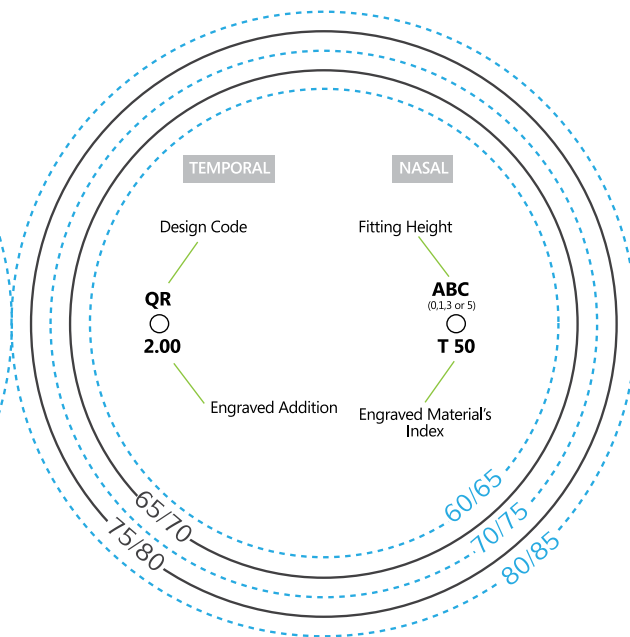 TEMPORAL
NASAL
Design Code
Fitting Height
QR
ABC
(0,1,3 or 5)
2.00
T 50
Engraved Addition
Engraved Material's
Index
65/70
75/80
60/65
70/75
80/85